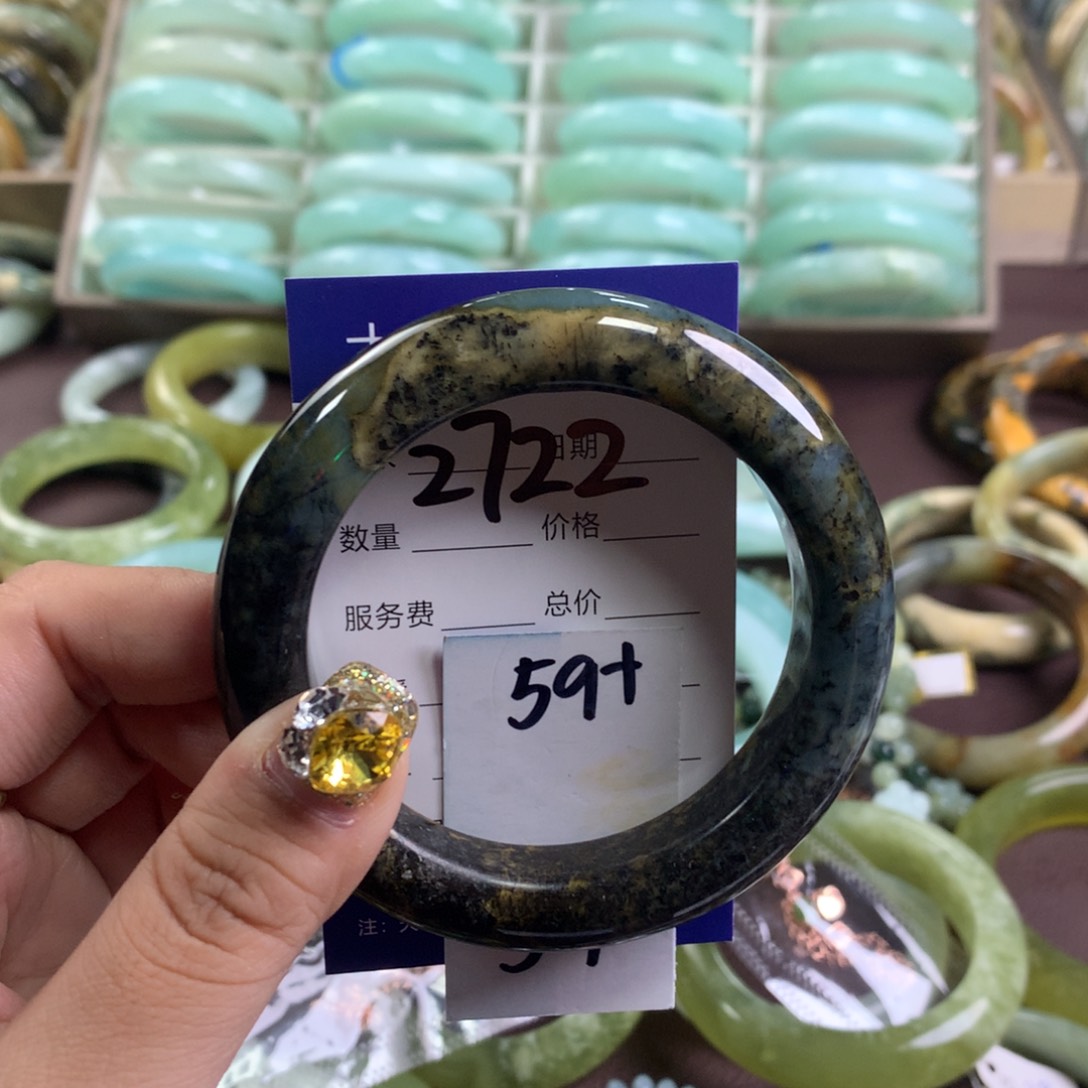 2722
日期
数量 价格
服务费 总价
59+
注: